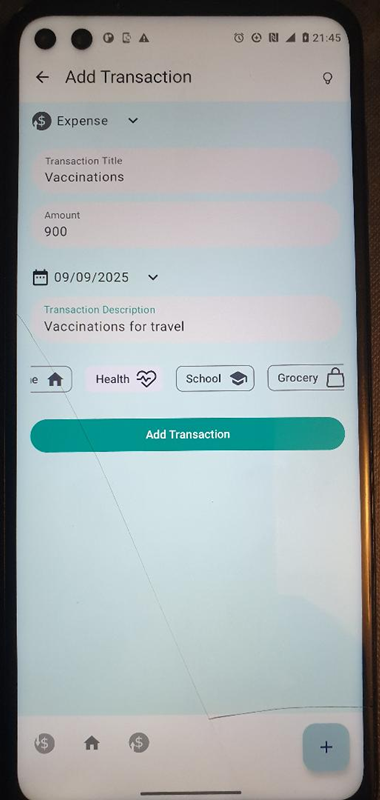 21:45
Add Transaction
Expense
Transaction Title
Vaccinations
Amount
900
09/09/2025
Transaction Description
Vaccinations for travel
e Health School Grocery
Add Transaction